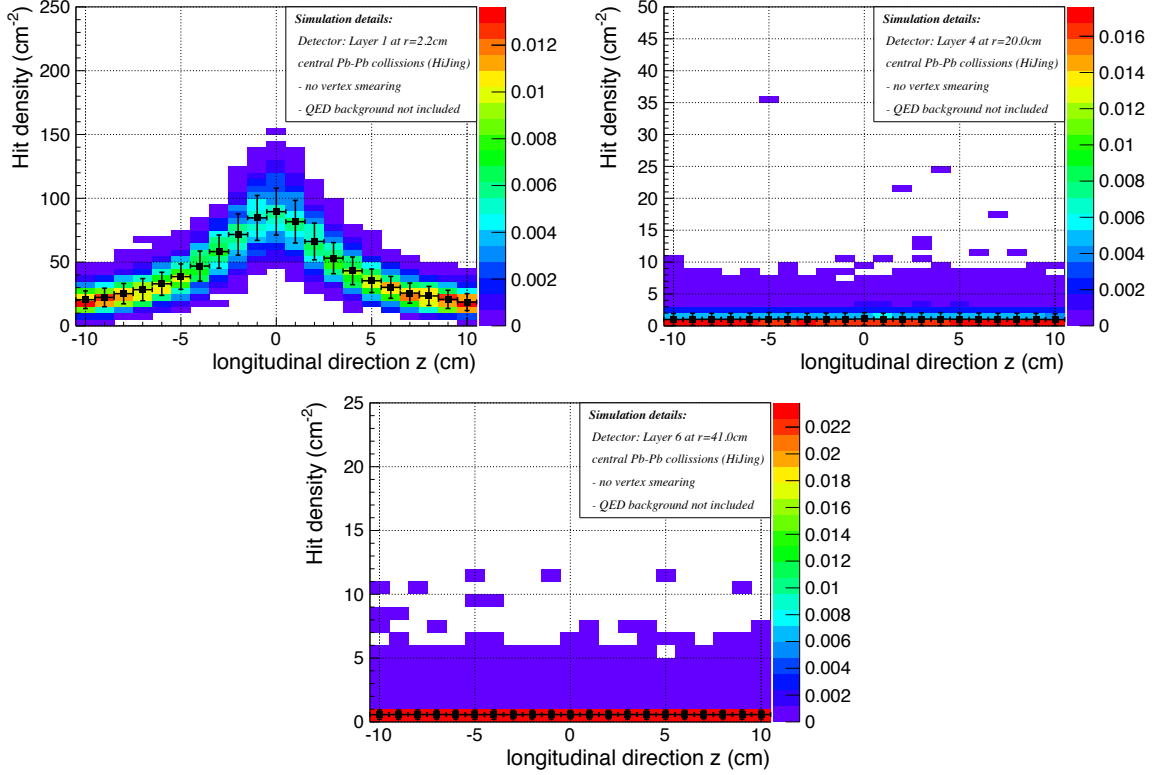 Hit density (cm-2)
250
200
150
100
50
0
-10 -5 0 5 10
longitudinal direction z (cm)
Simulation details:
Detector: Layer 1 at r=2.2cm
central Pb-Pb collissions (HiJing)
- no vertex smearing
- QED background not included
0.012
0.01
0.008
0.006
0.004
0.002
0
Hit density (cm-2)
50
45
40
35
30
25
20
15
10
5
0
-10 -5 0 5 10
longitudinal direction z (cm)
Simulation details:
Detector: Layer 4 at r=20.0cm
central Pb-Pb collissions (HiJing)
- no vertex smearing
- QED background not included
0.016
0.014
0.012
0.01
0.008
0.006
0.004
0.002
0
Hit density (cm-2)
25
20
15
10
5
0
-10 -5 0 5 10
longitudinal direction z (cm)
Simulation details:
Detector: Layer 6 at r=41.0cm
central Pb-Pb collissions (HiJing)
- no vertex smearing
- QED background not included
0.022
0.02
0.018
0.016
0.014
0.012
0.01
0.008
0.006
0.004
0.002
0